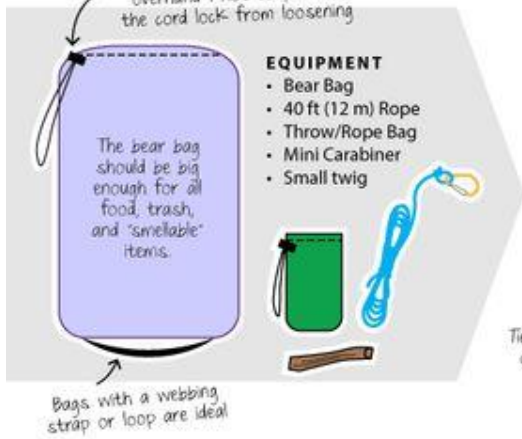 the cord lock from loosening
EQUIPMENT
• Bear Bag
• 40 ft (12 m) Rope
• Throw/Rope Bag
• Mini Carabiner
• Small twig
The bear bag
should be big
enough for all
food, trash,
and "smellable"
items.
Bags with a webbing
strap or loop are ideal